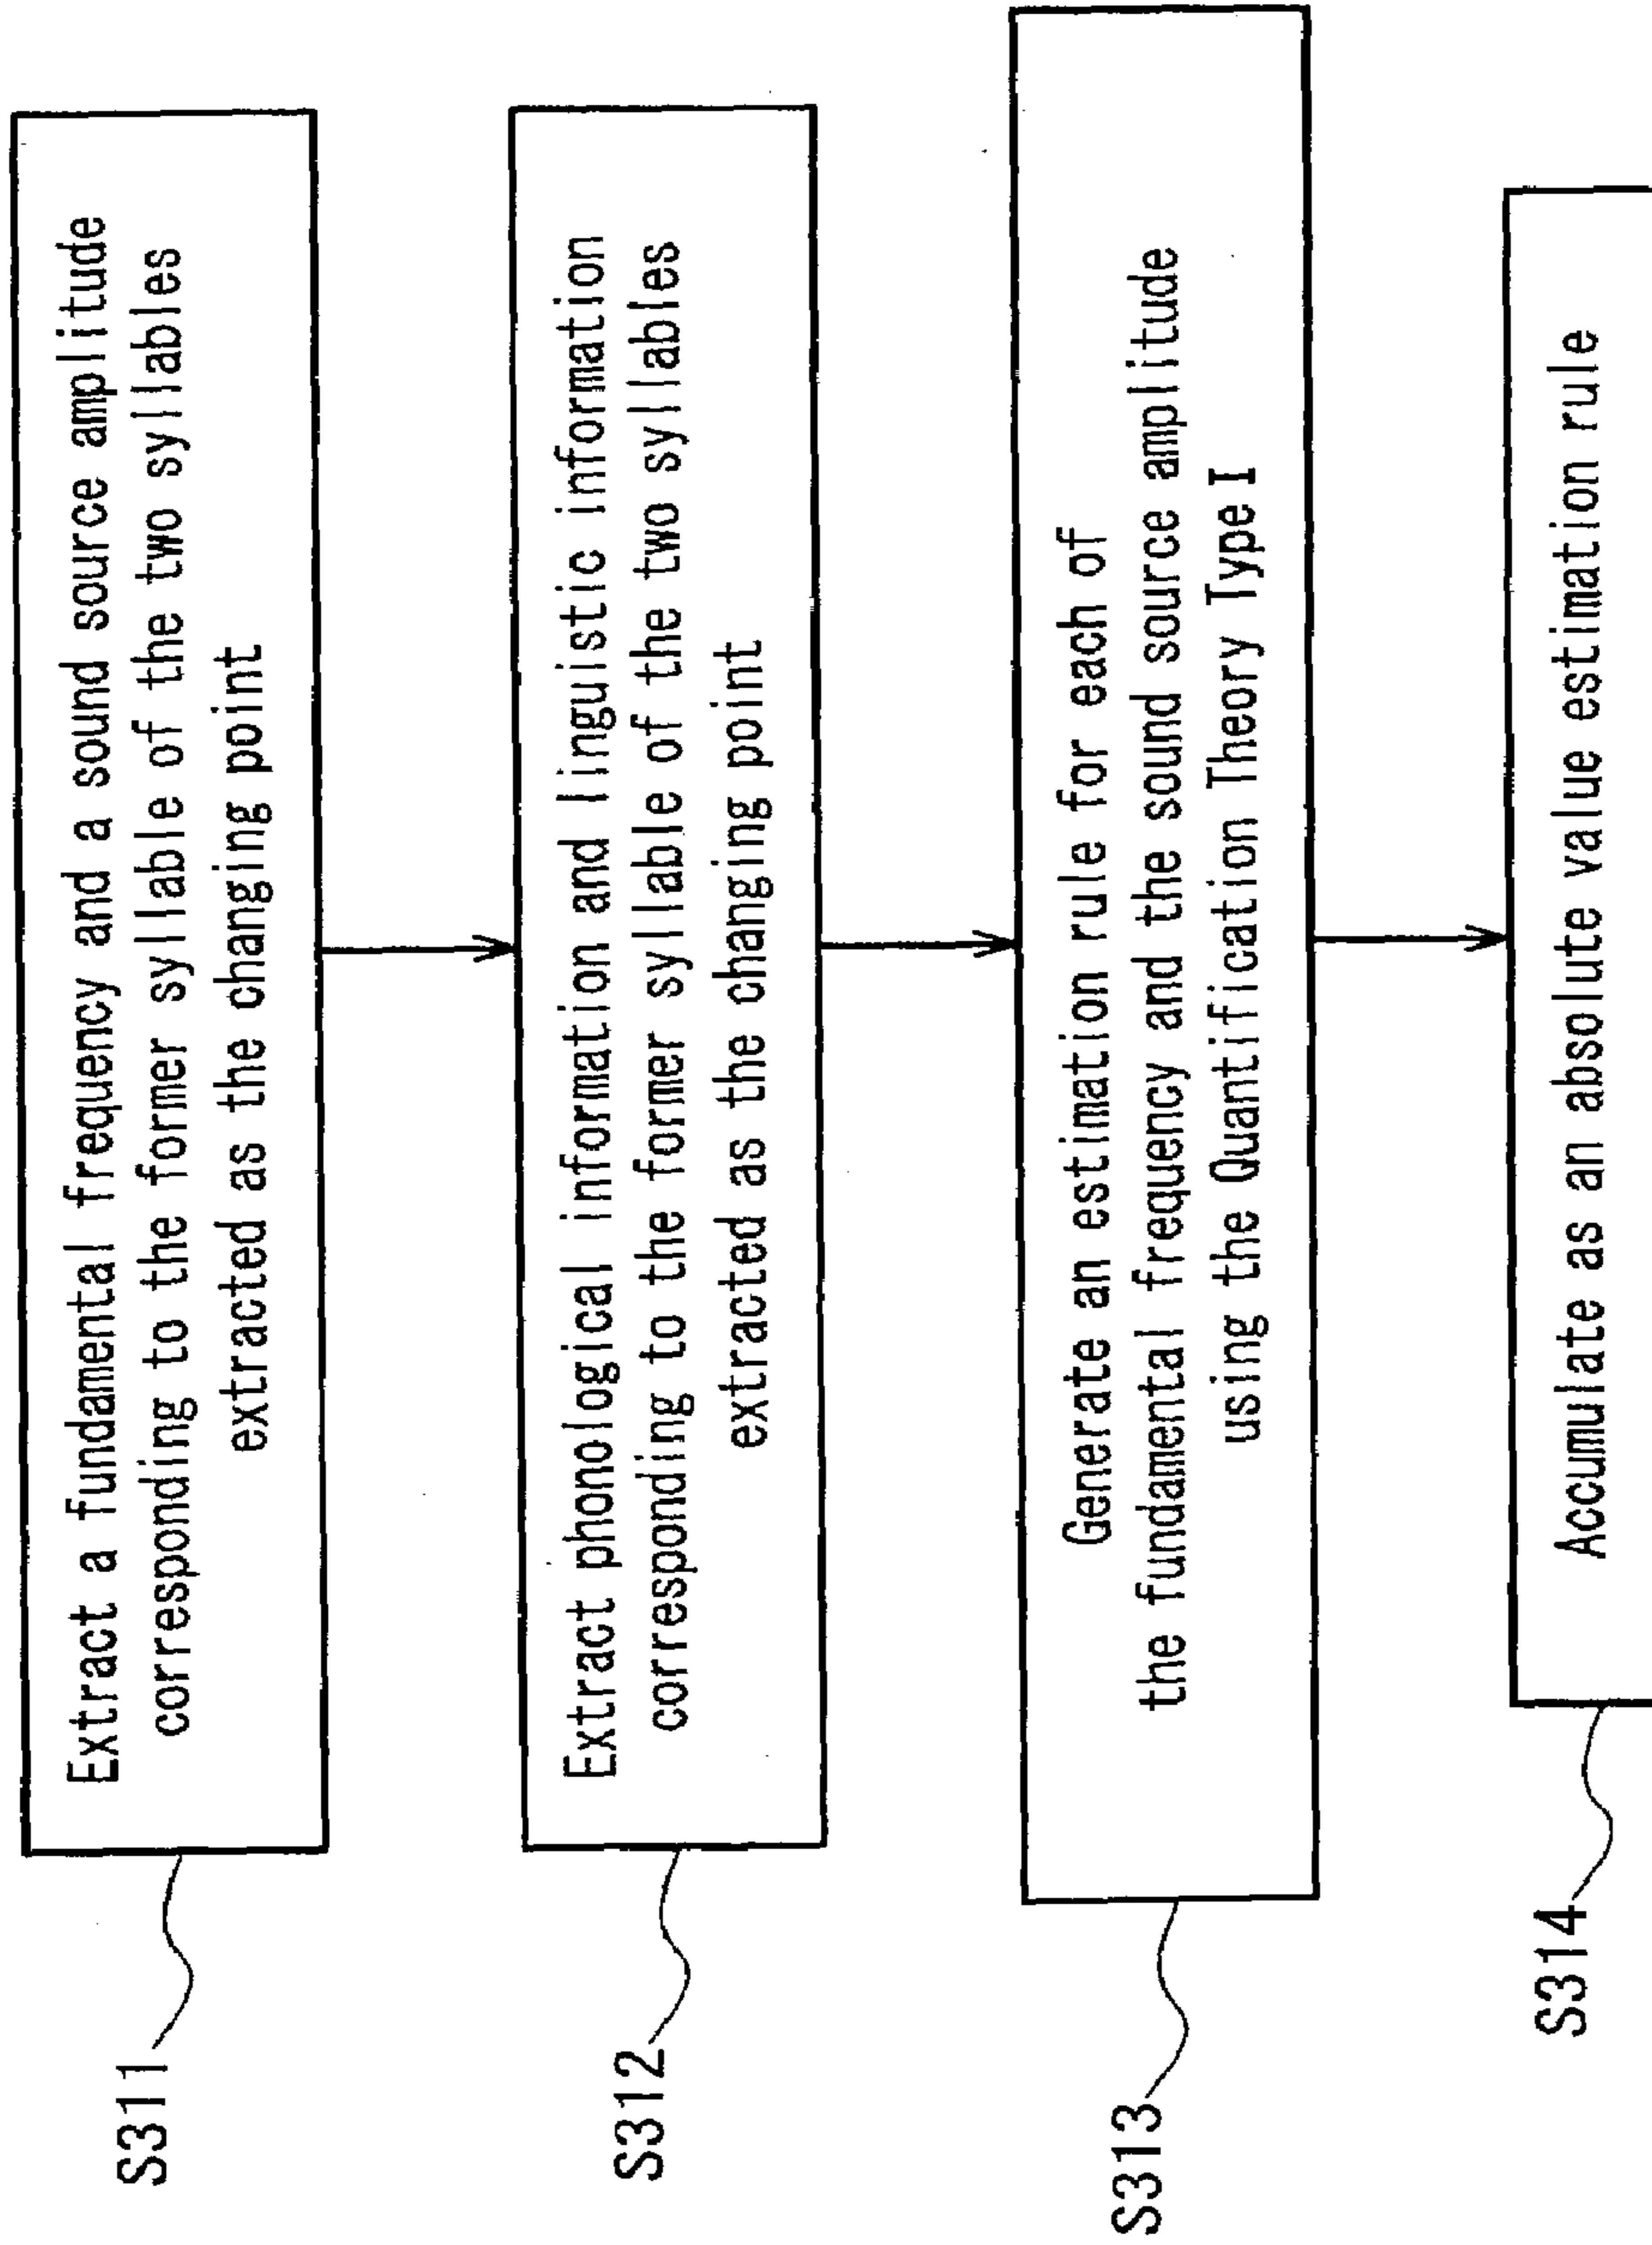 S311
Extract a fundamental frequency and a sound source amplitude
corresponding to the former syllable of the two syllables
extracted as the changing point
S312
Extract phonological information and linguistic information
corresponding to the former syllable of the two syllables
extracted as the changing point
S313
Generate an estimation rule for each of
the fundamental frequency and the sound source amplitude
using the Quantification Theory Type I
S314
Accumulate as an absolute value estimation rule